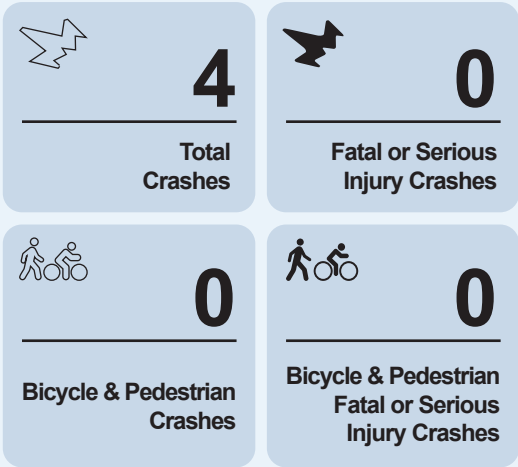 4
Total
Crashes
0
Fatal or Serious
Injury Crashes
0
Bicycle & Pedestrian
Crashes
0
Bicycle & Pedestrian
Fatal or Serious
Injury Crashes